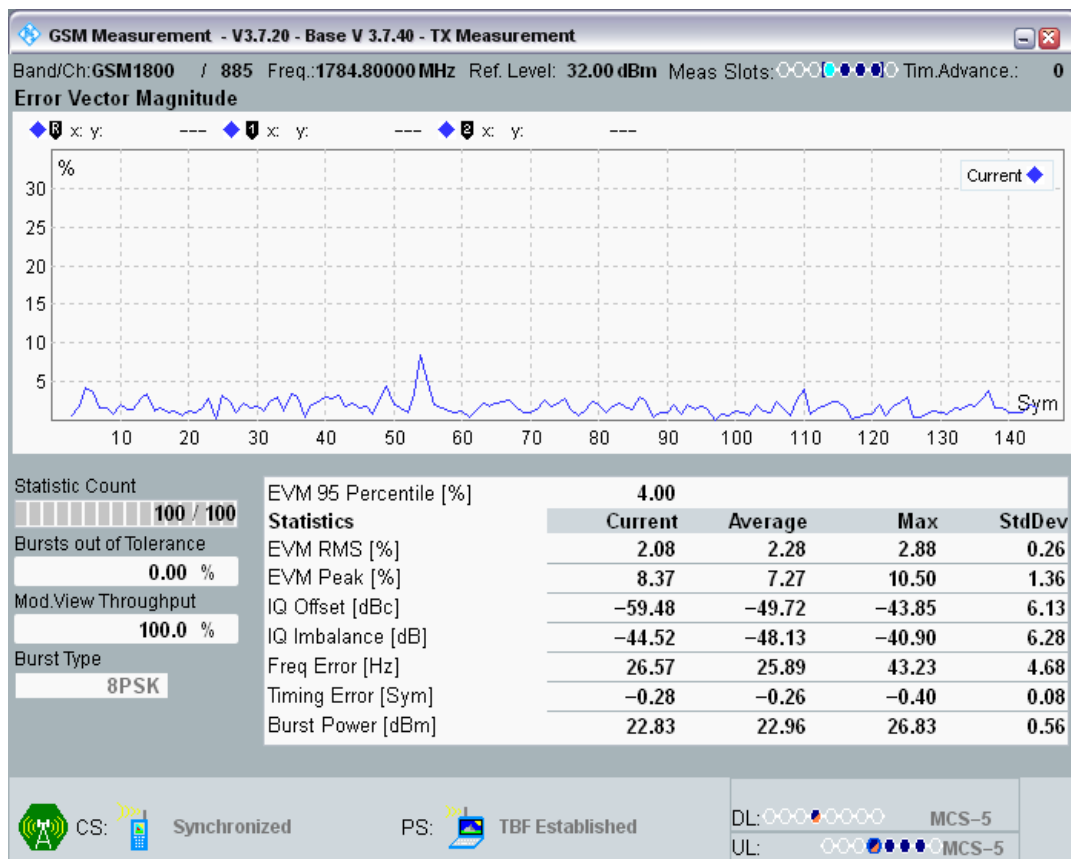 GSM Measurement - V3.7.20 - Base V 3.7.40 - TX Measurement
Band/Ch:GSM1800 / 885 Freq.:1784.80000 MHz Ref. Level: 32.00 dBm Meas Slots: Tim.Advance.: 0
Error Vector Magnitude
R x: y: --- 1 x: y: --- 2 x: y: ---
%
Current
30
25
20
15
10
5
Sym
10 20 30 40 50 60 70 80 90 100 110 120 130 140
Statistic Count
100 / 100
Bursts out of Tolerance
0.00 %
Mod.View Throughput
100.0 %
Burst Type
8PSK
EVM 95 Percentile [%] 4.00
Statistics Current Average Max StdDev
EVM RMS [%] 2.08 2.28 2.88 0.26
EVM Peak [%] 8.37 7.27 10.50 1.36
IQ Offset [dBc] −59.48 −49.72 −43.85 6.13
IQ Imbalance [dB] −44.52 −48.13 −40.90 6.28
Freq Error [Hz] 26.57 25.89 43.23 4.68
Timing Error [Sym] −0.28 −0.26 −0.40 0.08
Burst Power [dBm] 22.83 22.96 26.83 0.56
CS: Synchronized PS: TBF Established
DL: MCS−5
UL: MCS−5